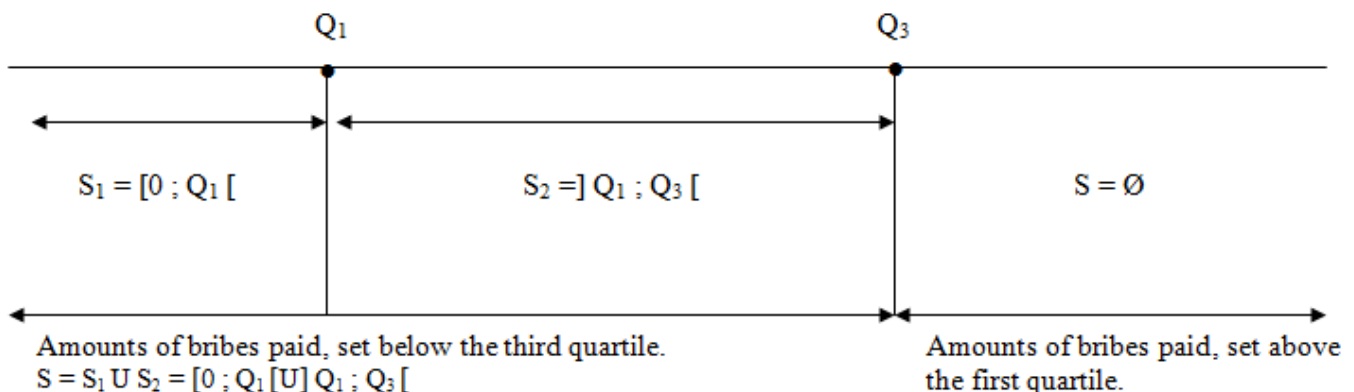 Q₁ Q₃
S₁ = [0 ; Q₁ [ S₂ =] Q₁ ; Q₃ [ S = Ø
Amounts of bribes paid, set below the third quartile.
S = S₁ U S₂ = [0 ; Q₁ [U] Q₁ ; Q₃ [
Amounts of bribes paid, set above
the first quartile.